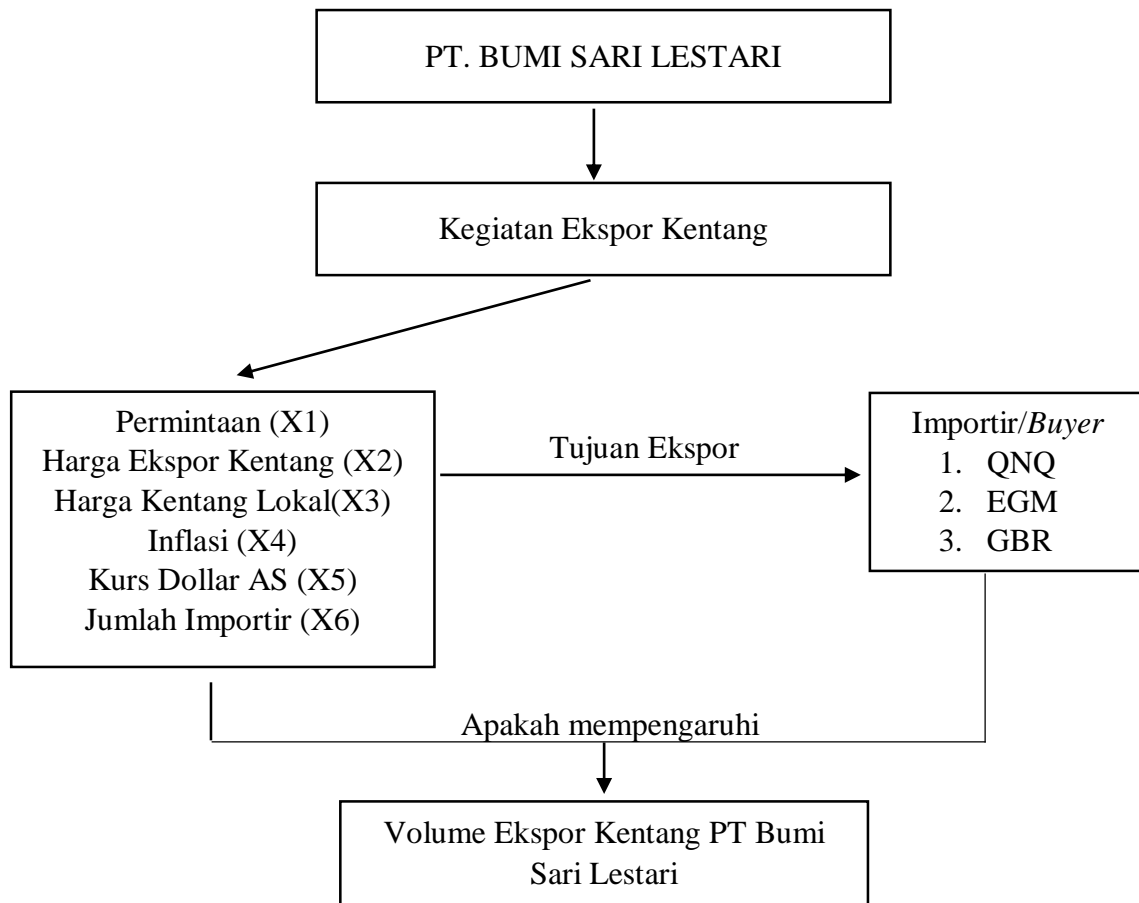 PT. BUMI SARI LESTARI
Kegiatan Ekspor Kentang
Permintaan (X1)
Harga Ekspor Kentang (X2)
Harga Kentang Lokal(X3)
Inflasi (X4)
Kurs Dollar AS (X5)
Jumlah Importir (X6)
Tujuan Ekspor
Importir/Buyer
1. QNQ
2. EGM
3. GBR
Apakah mempengaruhi
Volume Ekspor Kentang PT Bumi
Sari Lestari